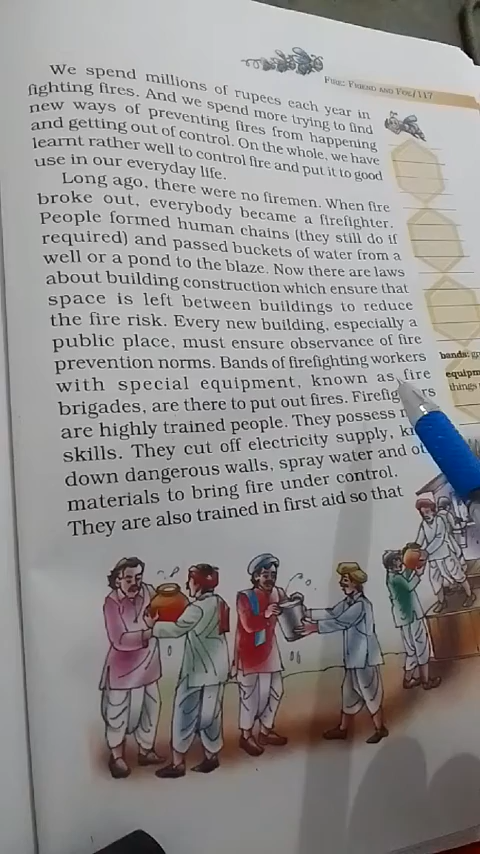 FIRE: FRIEND AND FOE/117
We spend millions of rupees each year in
fighting fires. And we spend more trying to find
new ways of preventing fires from happening
and getting out of control. On the whole, we have
learnt rather well to control fire and put it to good
use in our everyday life.
Long ago, there were no firemen. When fire
broke out, everybody became a firefighter.
People formed human chains (they still do if
required) and passed buckets of water from a
well or a pond to the blaze. Now there are laws
about building construction which ensure that
space is left between buildings to reduce
the fire risk. Every new building, especially a
public place, must ensure observance of fire
prevention norms. Bands of firefighting workers
with special equipment, known as fire
brigades, are there to put out fires.
are highly trained people. They possess
skills. They cut off electricity supply,
down dangerous walls, spray water and
materials to bring fire under control.
They are also trained in first aid so that
bands:
things